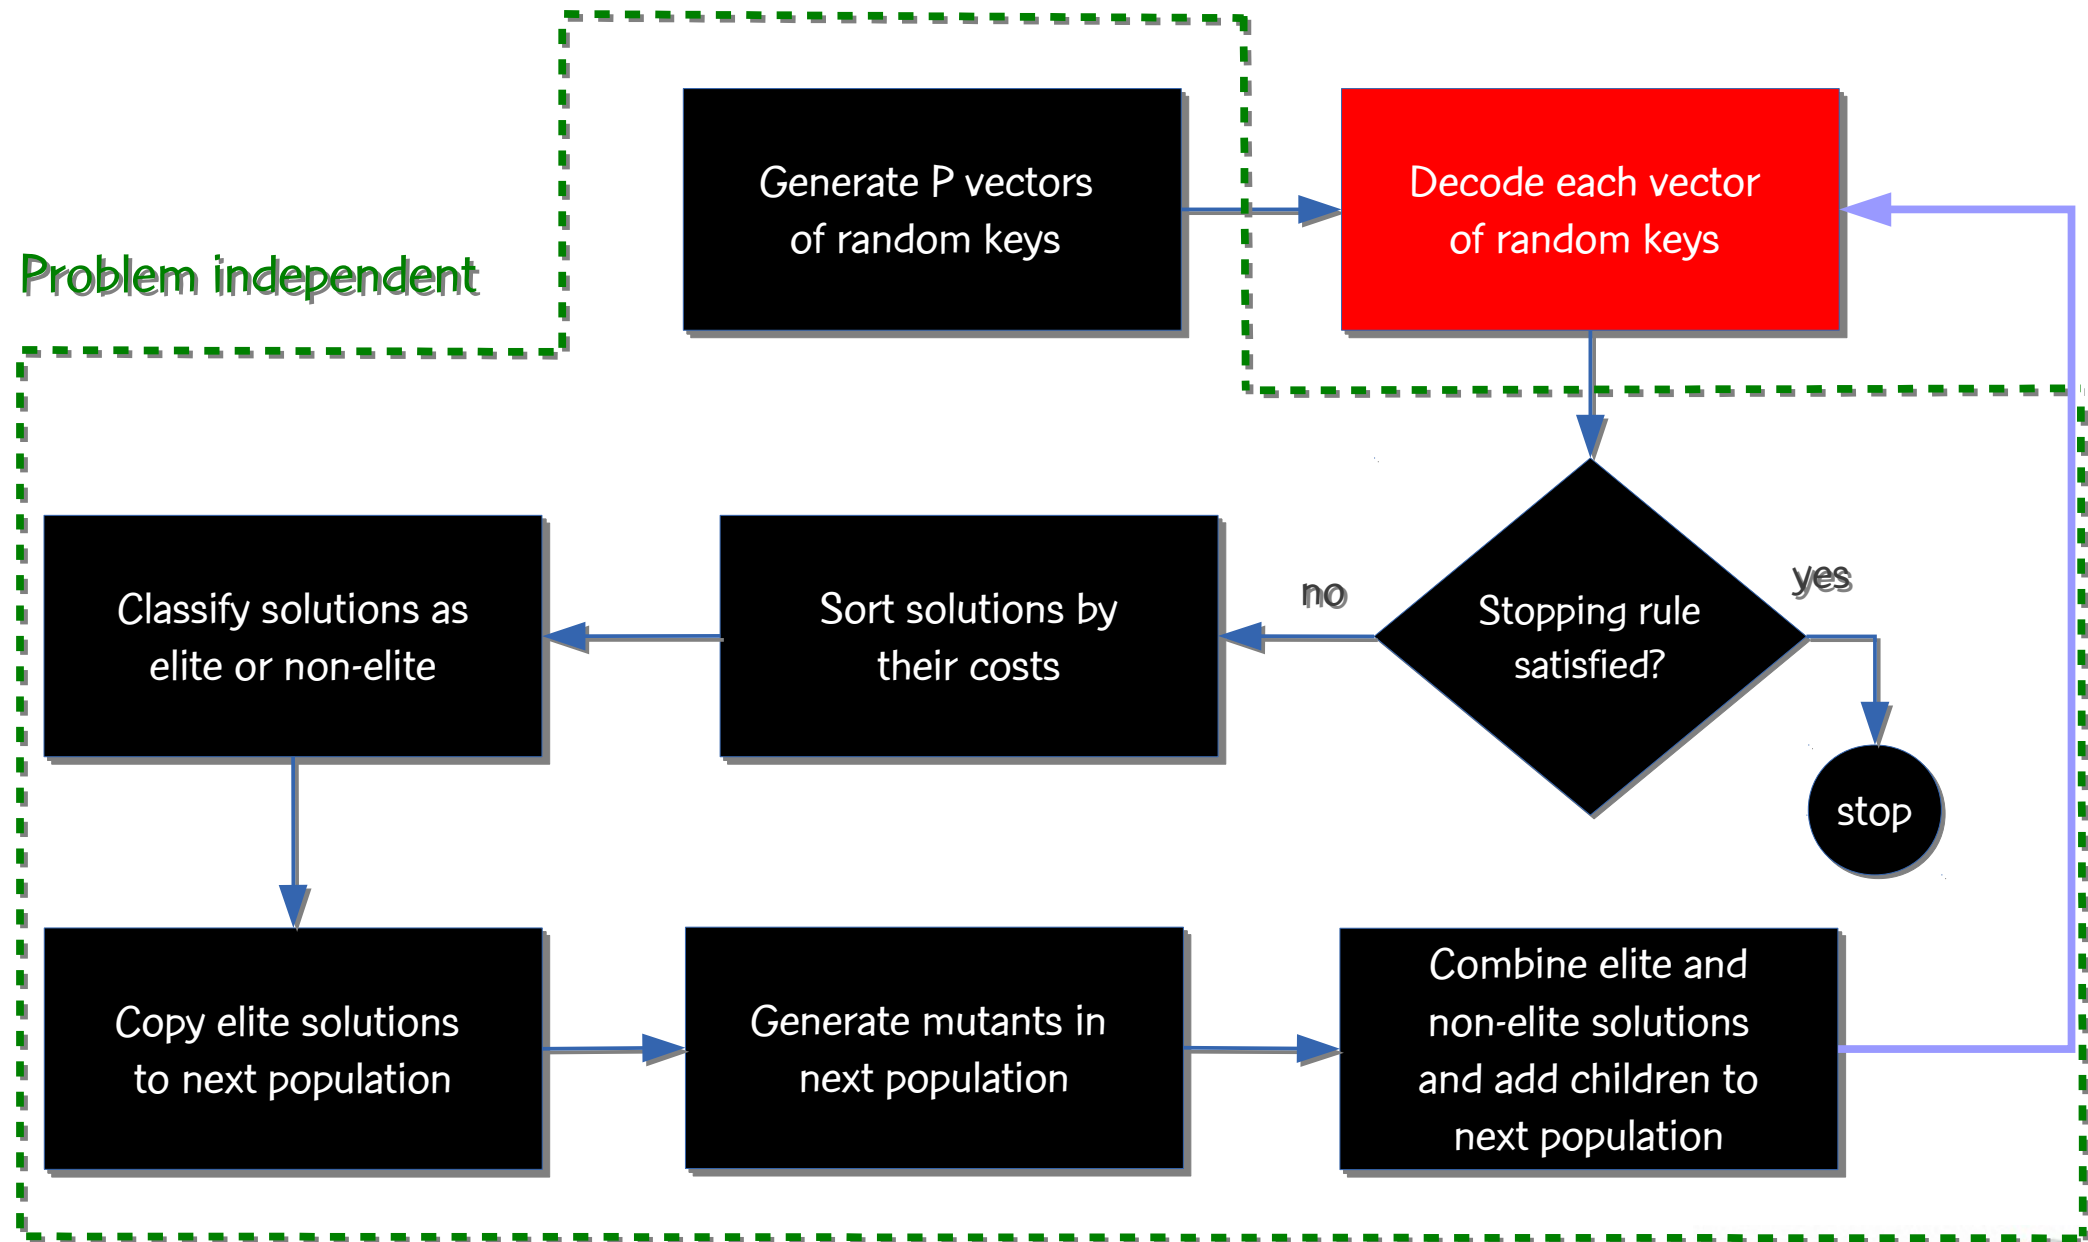 Generate P vectors
of random keys
Decode each vector
of random keys
Problem independent
Classify solutions as
elite or non-elite
Sort solutions by
their costs
no
Stopping rule
satisfied?
yes
stop
Copy elite solutions
to next population
Generate mutants in
next population
Combine elite and
non-elite solutions
and add children to
next population